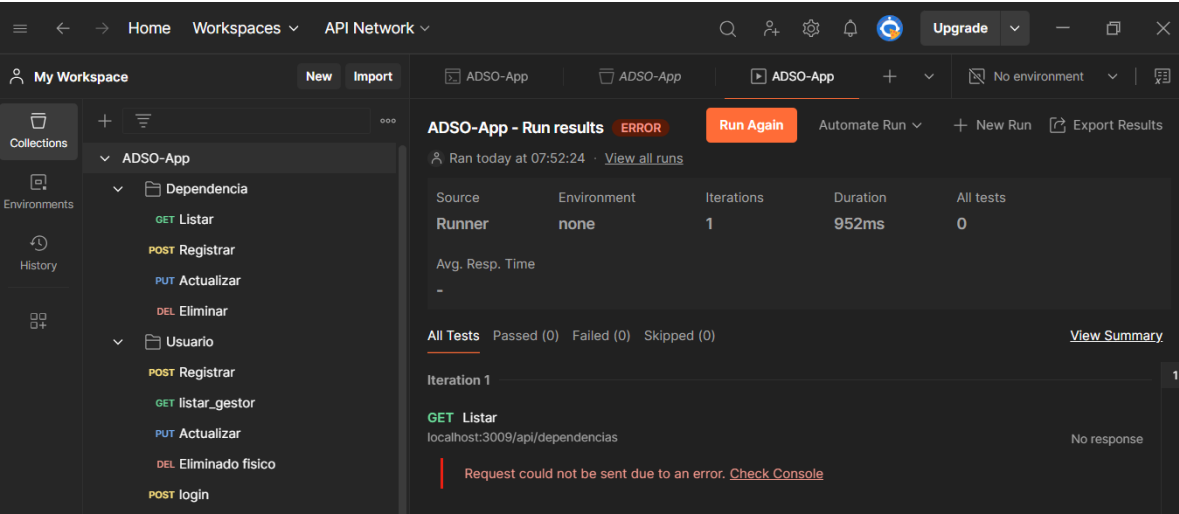 Home Workspaces API Network Upgrade
My Workspace New Import
ADSO-App ADSO-App ADSO-App No environment
Collections
Environments
History
ADSO-App
Dependencia
GET Listar
POST Registrar
PUT Actualizar
DEL Eliminar
Usuario
POST Registrar
GET listar_gestor
PUT Actualizar
DEL Eliminado fisico
POST login
ADSO-App - Run results ERROR Run Again Automate Run + New Run Export Results
Ran today at 07:52:24 · View all runs
Source Environment Iterations Duration All tests
Runner none 1 952ms 0
Avg. Resp. Time
-
All Tests Passed (0) Failed (0) Skipped (0) View Summary
Iteration 1 1
GET Listar
localhost:3009/api/dependencias No response
Request could not be sent due to an error. Check Console